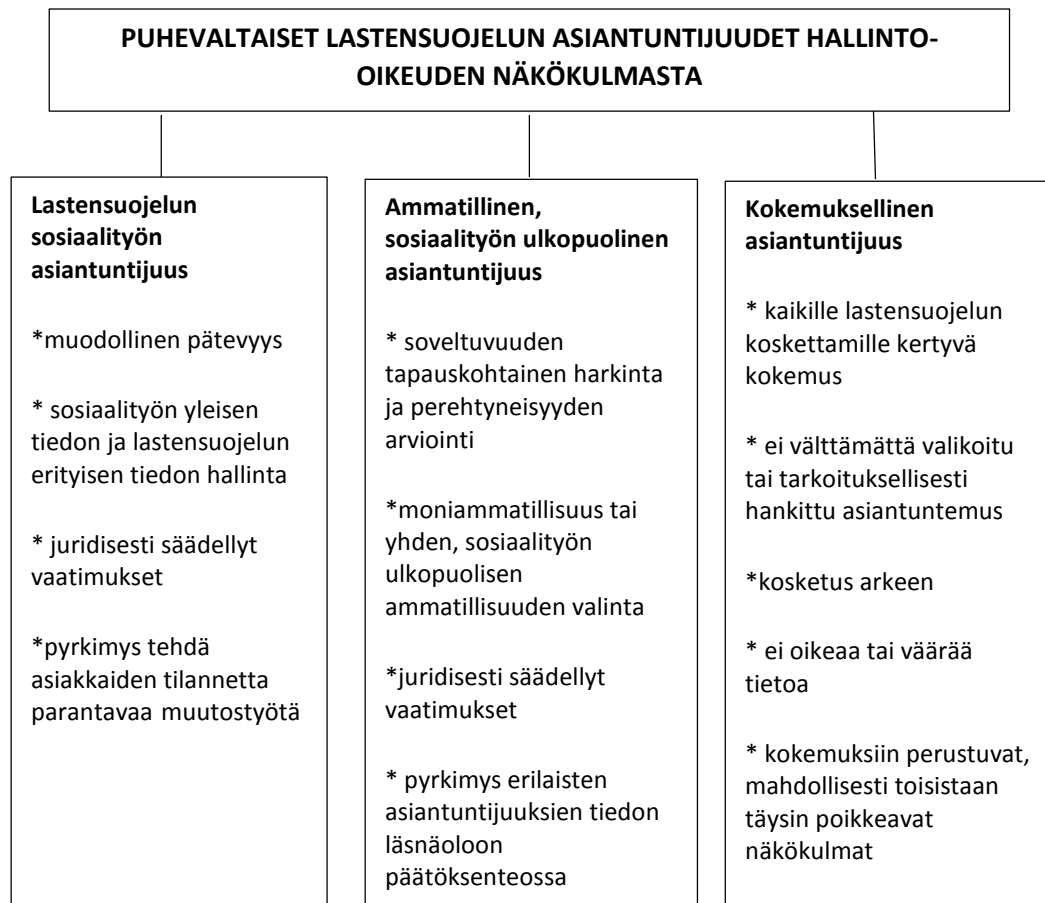 PUHEVALTAISET LASTENSUOJELUN ASIANTUNTIJUUDET HALLINTO-
OIKEUDEN NÄKÖKULMASTA
Lastensuojelun
sosiaalityön
asiantuntijuus
*muodollinen pätevyys
* sosiaalityön yleisen
tiedon ja lastensuojelun
erityisen tiedon hallinta
* juridisesti säädellyt
vaatimukset
*pyrkimys tehdä
asiakkaiden tilannetta
parantavaa muutostyötä
Ammatillinen,
sosiaalityön ulkopuolinen
asiantuntijuus
* soveltuvuuden
tapauskohtainen harkinta
ja perehtyneisyyden
arviointi
*moniammatillisuus tai
yhden, sosiaalityön
ulkopuolisen
ammatillisuuden valinta
*juridisesti säädellyt
vaatimukset
* pyrkimys erilaisten
asiantuntijuuksien tiedon
läsnäoloon
päätöksenteossa
Kokemuksellinen
asiantuntijuus
* kaikille lastensuojelun
koskettamille kertyvä
kokemus
* ei välttämättä valikoitu
tai tarkoituksellisesti
hankittu asiantuntemus
*kosketus arkeen
* ei oikeaa tai väärää
tietoa
* kokemuksiin perustuvat,
mahdollisesti toisistaan
täysin poikkeavat
näkökulmat